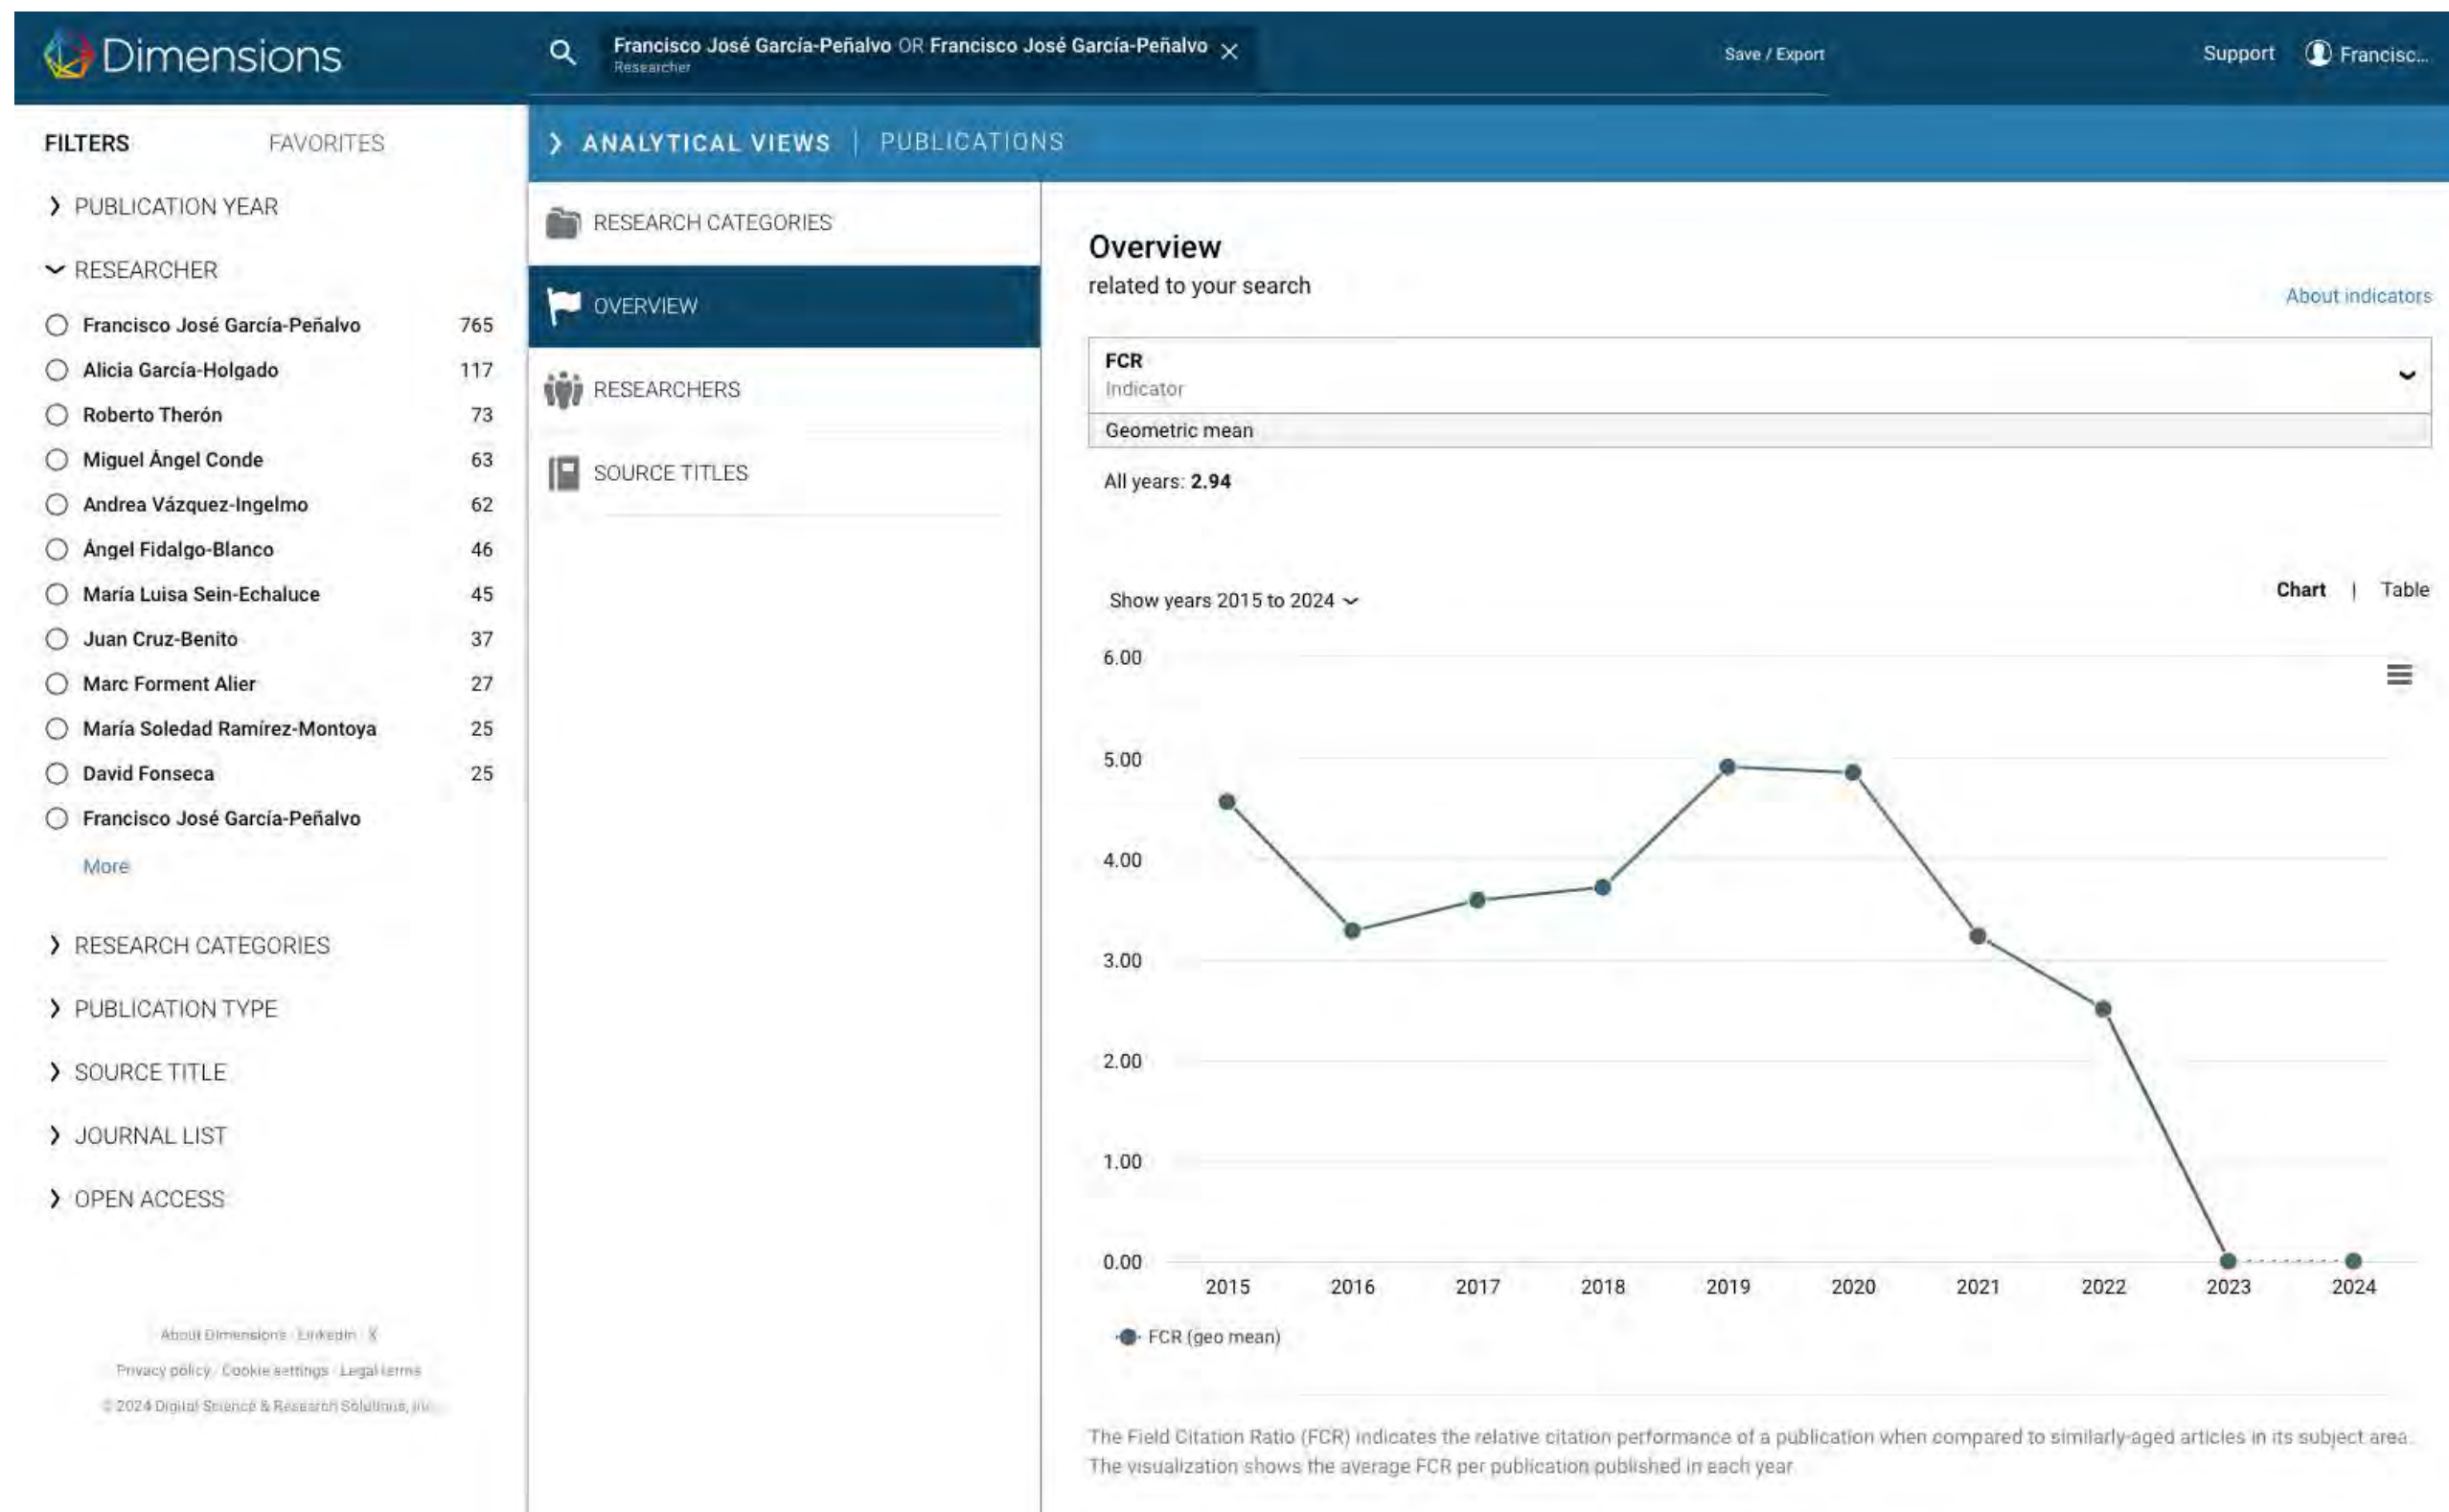 Dimensions
Francisco José García-Peñalvo OR Francisco José García-Peñalvo
Researcher
Save / Export
Support
Francisc...
FILTERS
FAVORITES
PUBLICATION YEAR
RESEARCHER
Francisco José García-Peñalvo 765
Alicia García-Holgado 117
Roberto Therón 73
Miguel Ángel Conde 63
Andrea Vázquez-Ingelmo 62
Ángel Fidalgo-Blanco 46
María Luisa Sein-Echaluce 45
Juan Cruz-Benito 37
Marc Forment Alier 27
María Soledad Ramírez-Montoya 25
David Fonseca 25
Francisco José García-Peñalvo
More
RESEARCH CATEGORIES
PUBLICATION TYPE
SOURCE TITLE
JOURNAL LIST
OPEN ACCESS
About Dimensions · LinkedIn · X
Privacy policy · Cookie settings · Legal terms
© 2024 Digital Science & Research Solutions, Inc.
ANALYTICAL VIEWS | PUBLICATIONS
RESEARCH CATEGORIES
OVERVIEW
RESEARCHERS
SOURCE TITLES
Overview
related to your search
About indicators
FCR
Indicator
Geometric mean
All years: 2.94
Show years 2015 to 2024
Chart | Table
6.00
5.00
4.00
3.00
2.00
1.00
0.00
2015 2016 2017 2018 2019 2020 2021 2022 2023 2024
FCR (geo mean)
The Field Citation Ratio (FCR) indicates the relative citation performance of a publication when compared to similarly-aged articles in its subject area.
The visualization shows the average FCR per publication published in each year.